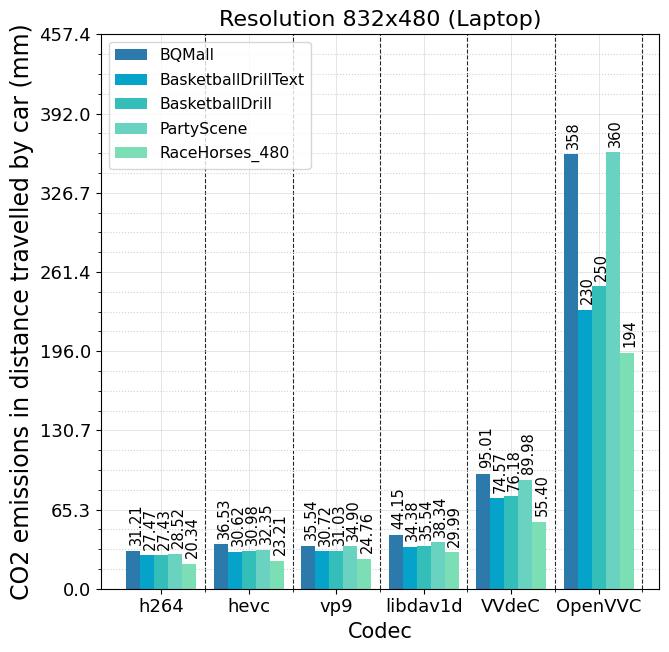 Resolution 832x480 (Laptop)
CO2 emissions in distance travelled by car (mm)
457.4
392.0
326.7
261.4
196.0
130.7
65.3
0.0
BQMall
BasketballDrillText
BasketballDrill
PartyScene
RaceHorses_480
31.21
27.47
27.43
28.52
20.34
36.53
30.62
30.98
32.35
23.21
35.54
30.72
31.03
34.90
24.76
44.15
34.38
35.54
38.34
29.99
95.01
74.57
76.18
89.98
55.40
358
230
250
360
194
h264
hevc
vp9
libdav1d
VVdeC
OpenVVC
Codec